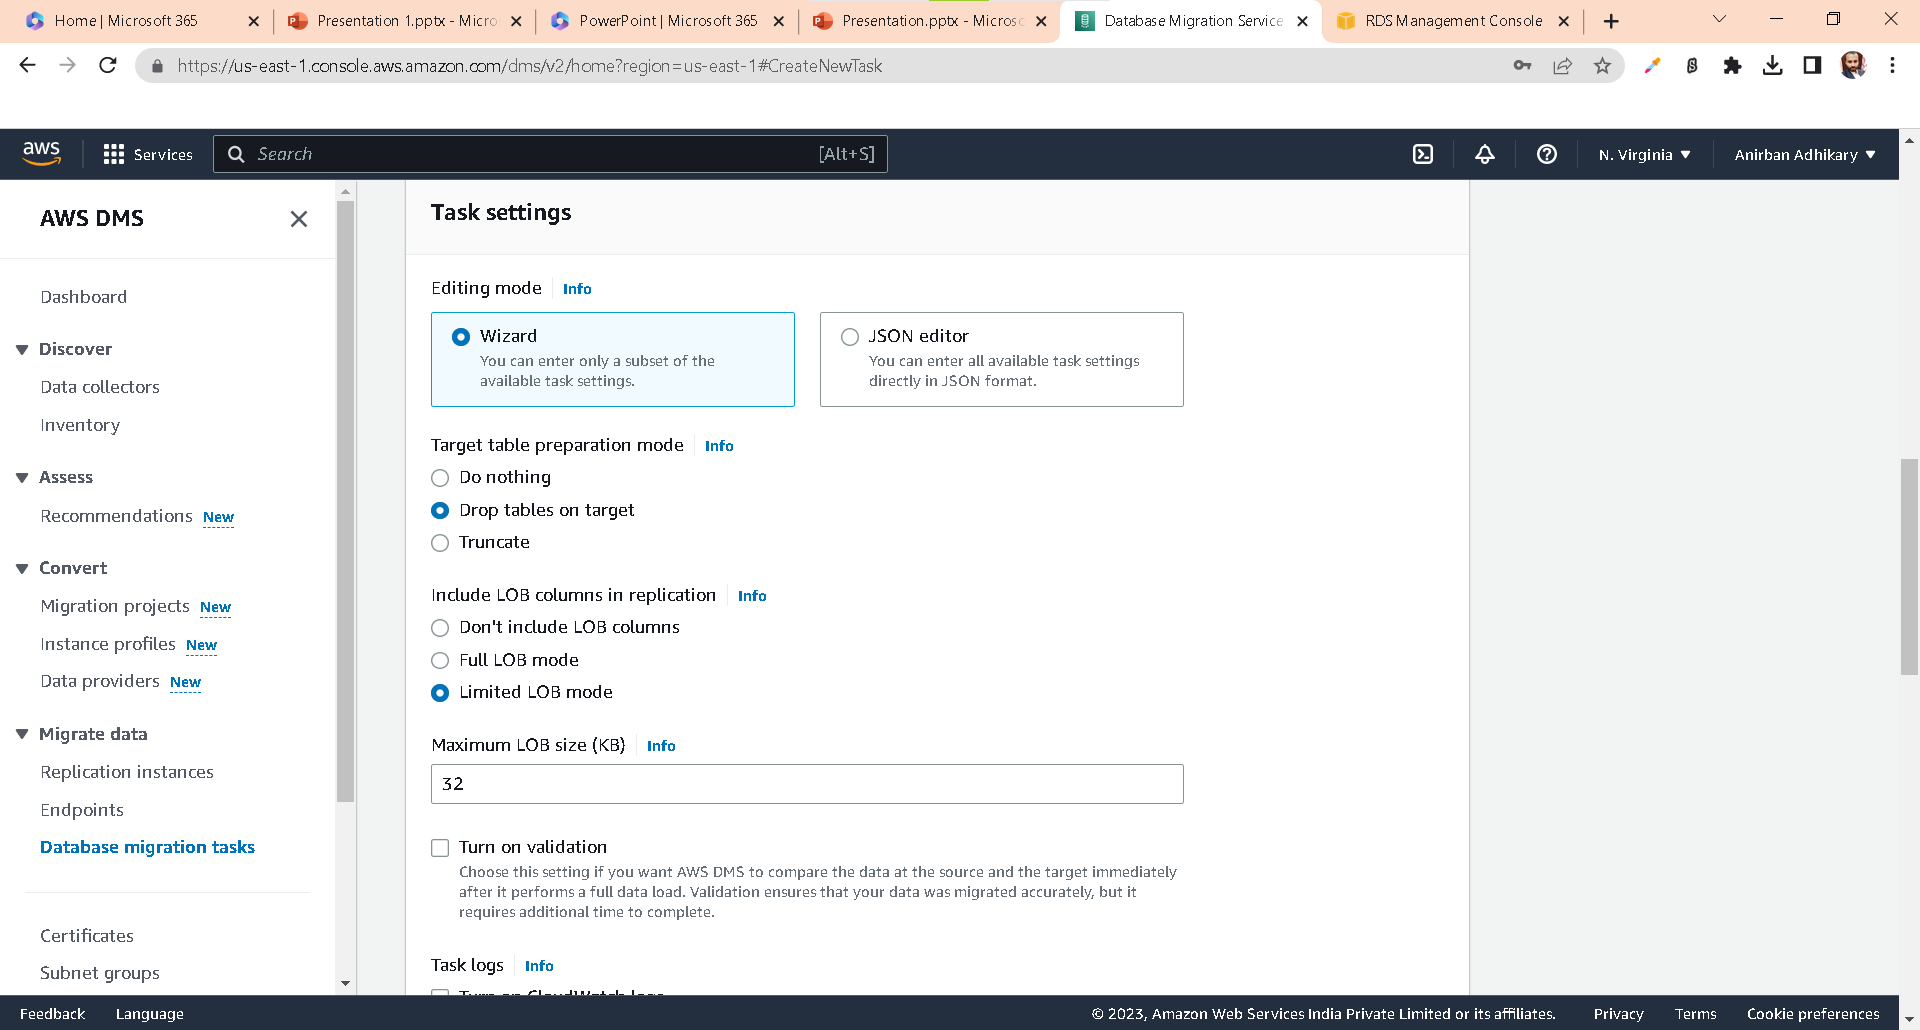 Home | Microsoft 365
Presentation 1.pptx - Micro
PowerPoint | Microsoft 365
Presentation.pptx - Micros
Database Migration Service
RDS Management Console
https://us-east-1.console.aws.amazon.com/dms/v2/home?region=us-east-1#CreateNewTask
aws
Services
Search
[Alt+S]
N. Virginia
Anirban Adhikary
AWS DMS
Dashboard
Discover
Data collectors
Inventory
Assess
Recommendations New
Convert
Migration projects New
Instance profiles New
Data providers New
Migrate data
Replication instances
Endpoints
Database migration tasks
Certificates
Subnet groups
Task settings
Editing mode Info
Wizard
You can enter only a subset of the
available task settings.
JSON editor
You can enter all available task settings
directly in JSON format.
Target table preparation mode Info
Do nothing
Drop tables on target
Truncate
Include LOB columns in replication Info
Don't include LOB columns
Full LOB mode
Limited LOB mode
Maximum LOB size (KB) Info
32
Turn on validation
Choose this setting if you want AWS DMS to compare the data at the source and the target immediately
after it performs a full data load. Validation ensures that your data was migrated accurately, but it
requires additional time to complete.
Task logs Info
Turn on CloudWatch logs
Feedback
Language
© 2023, Amazon Web Services India Private Limited or its affiliates.
Privacy
Terms
Cookie preferences